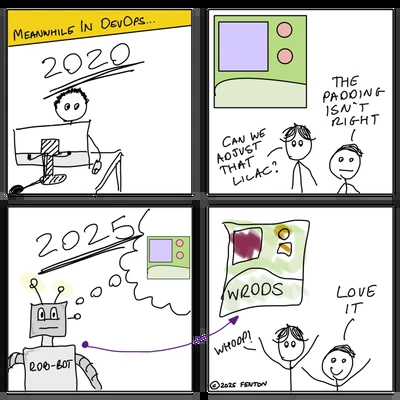 MEANWHILE IN DEVOPS...
2020
CAN WE
ADJUST
THAT
LILAC?
THE
PADDING
ISN'T
RIGHT
2025
ROB-BOT
WRODS
WHOOP!
LOVE
IT
©2025 FENTON